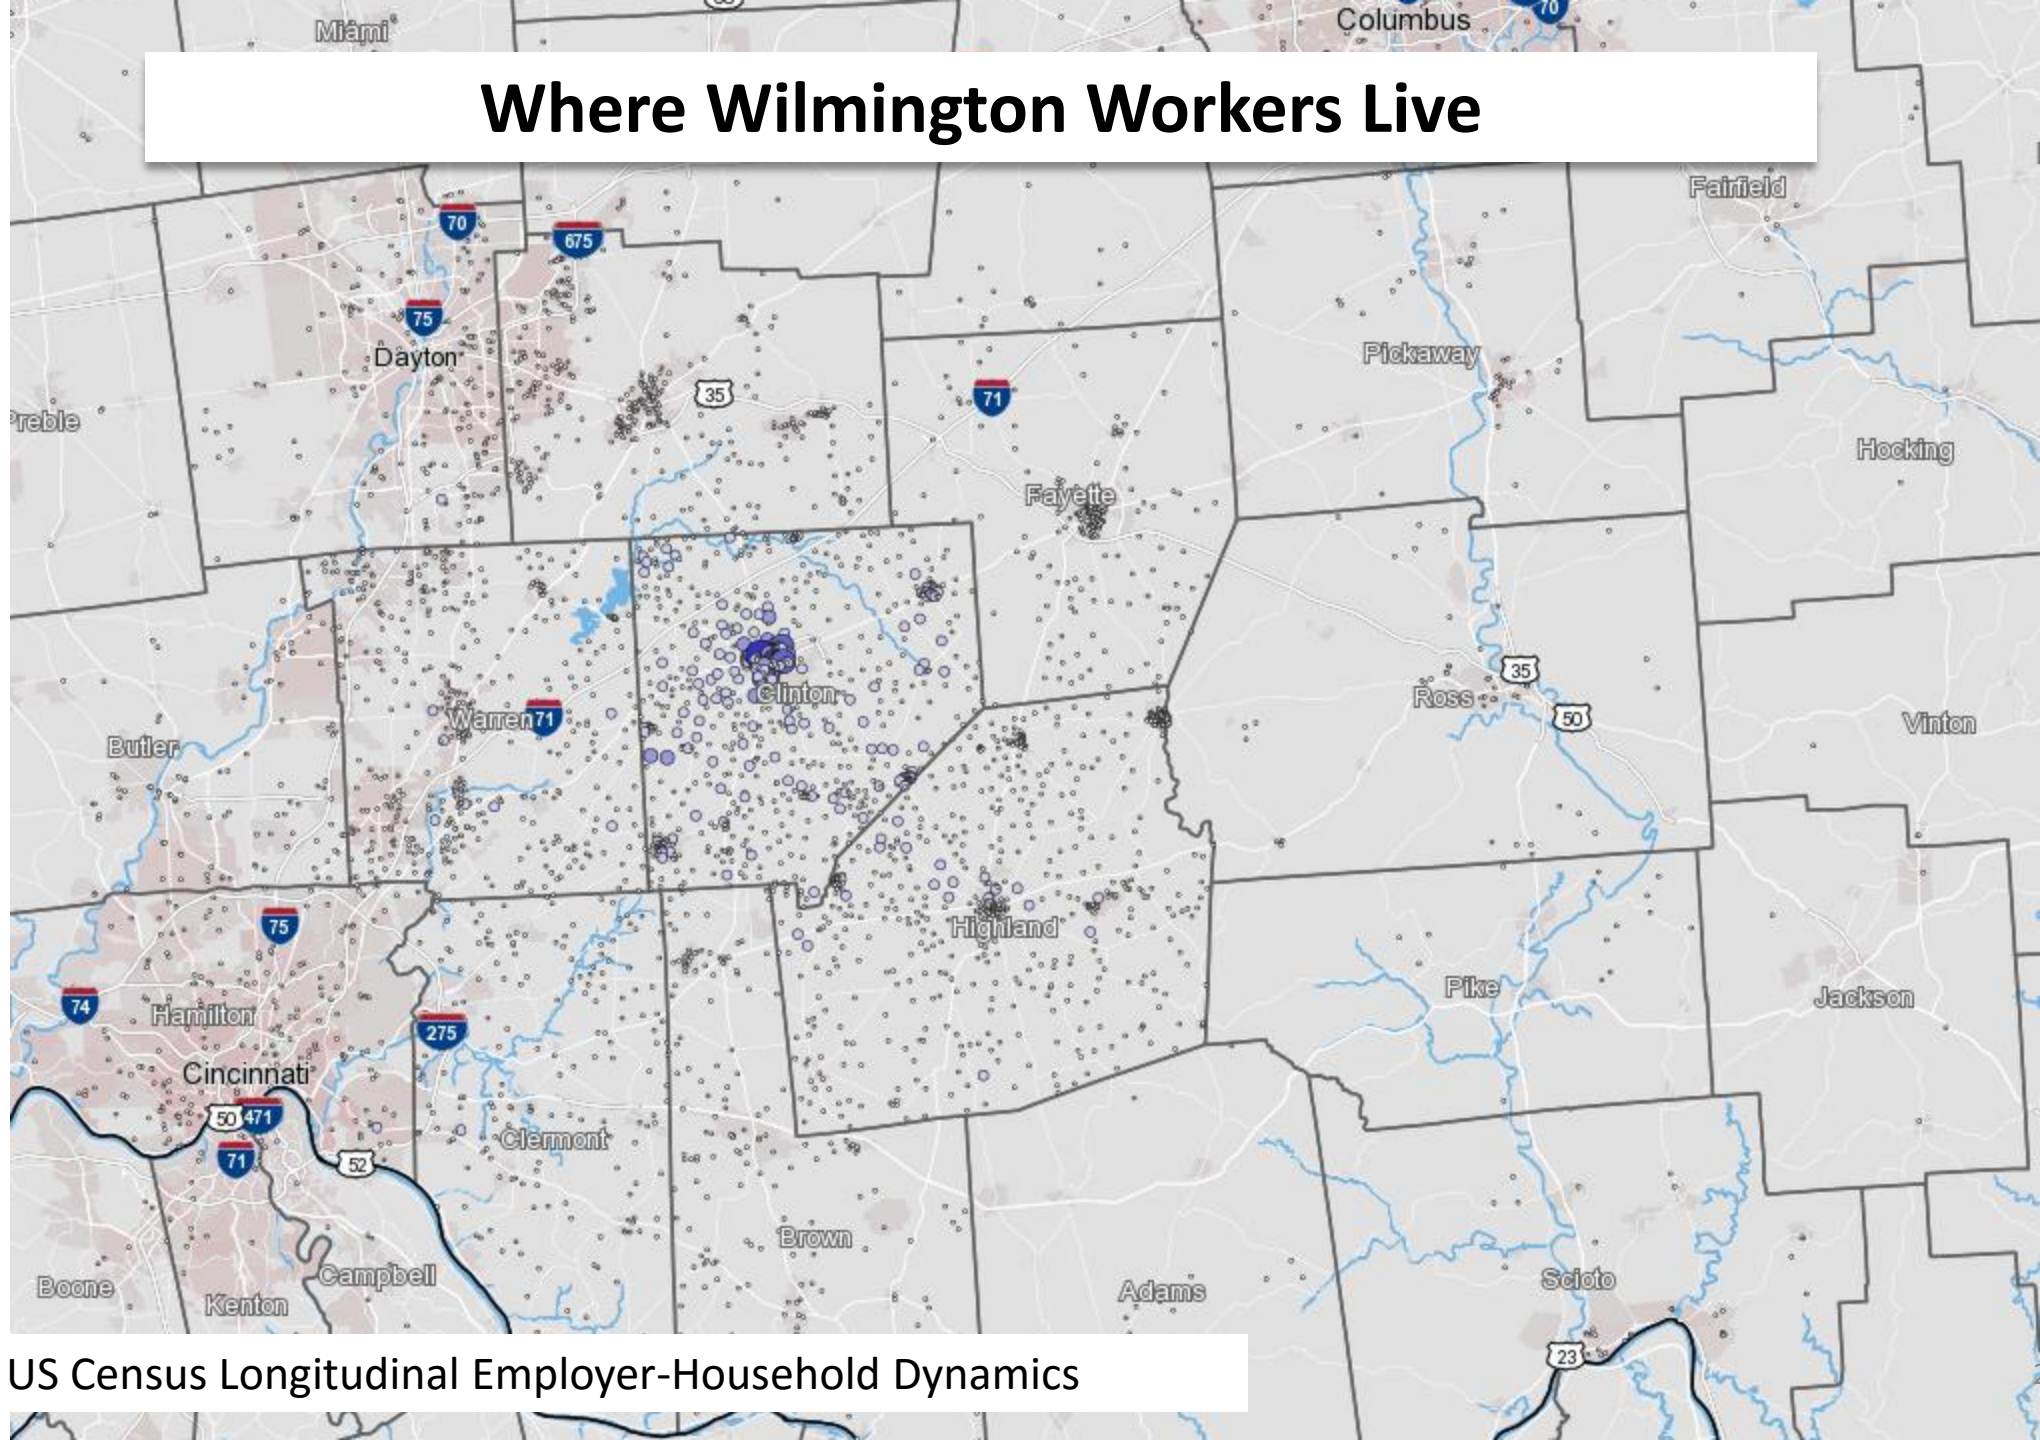 Miami
Columbus
70
Where Wilmington Workers Live
Fairfield
70
675
75
Dayton
35
71
Pickaway
Preble
Hocking
Fayette
Clinton
Warren
71
Butler
Ross
35
50
Vinton
Highland
75
74
Hamilton
275
Pike
Jackson
Cincinnati
50
471
71
52
Clermont
Brown
Boone
Kenton
Campbell
Adams
Scioto
23
US Census Longitudinal Employer-Household Dynamics